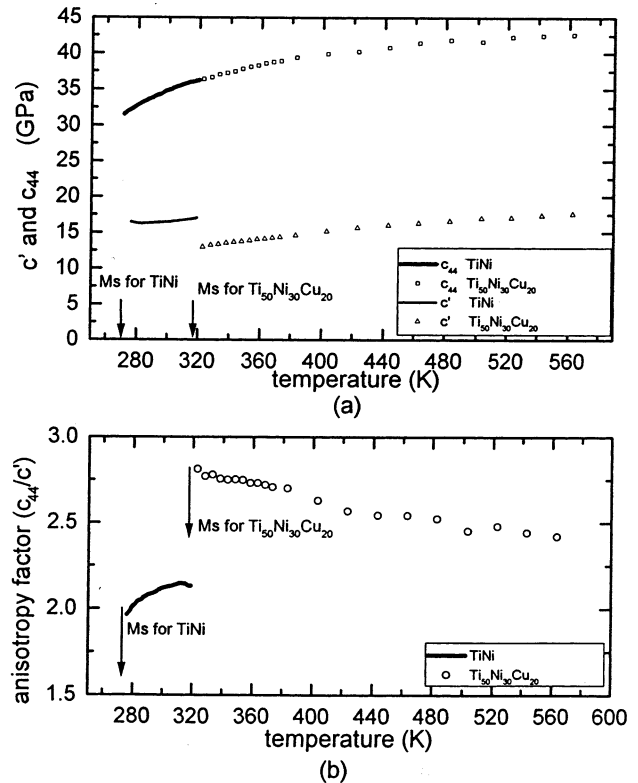 45
40
35
30
25
20
15
10
5
0
c' and c44 (GPa)
Ms for TiNi
Ms for Ti50Ni30Cu20
c44 TiNi
c44 Ti50Ni30Cu20
c' TiNi
c' Ti50Ni30Cu20
280 320 360 400 440 480 520 560
temperature (K)
(a)
3.0
2.5
2.0
1.5
anisotropy factor (c44/c')
Ms for Ti50Ni30Cu20
Ms for TiNi
TiNi
Ti50Ni30Cu20
280 320 360 400 440 480 520 560 600
temperature (K)
(b)